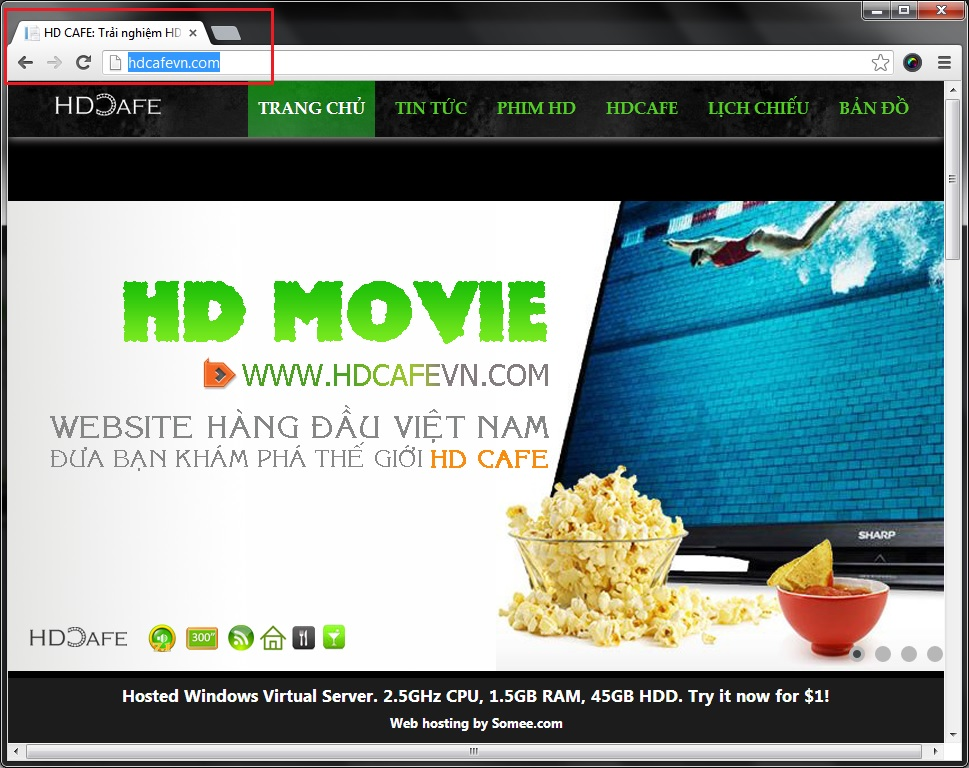 HD CAFE: Trải nghiệm HD
hdcafevn.com
HDCAFE
TRANG CHỦ
TIN TỨC
PHIM HD
HDCAFE
LỊCH CHIẾU
BẢN ĐỒ
HD MOVIE
WWW.HDCAFEVN.COM
WEBSITE HÀNG ĐẦU VIỆT NAM
ĐƯA BẠN KHÁM PHÁ THẾ GIỚI HD CAFE
SHARP
HDCAFE
300"
Hosted Windows Virtual Server. 2.5GHz CPU, 1.5GB RAM, 45GB HDD. Try it now for $1!
Web hosting by Somee.com